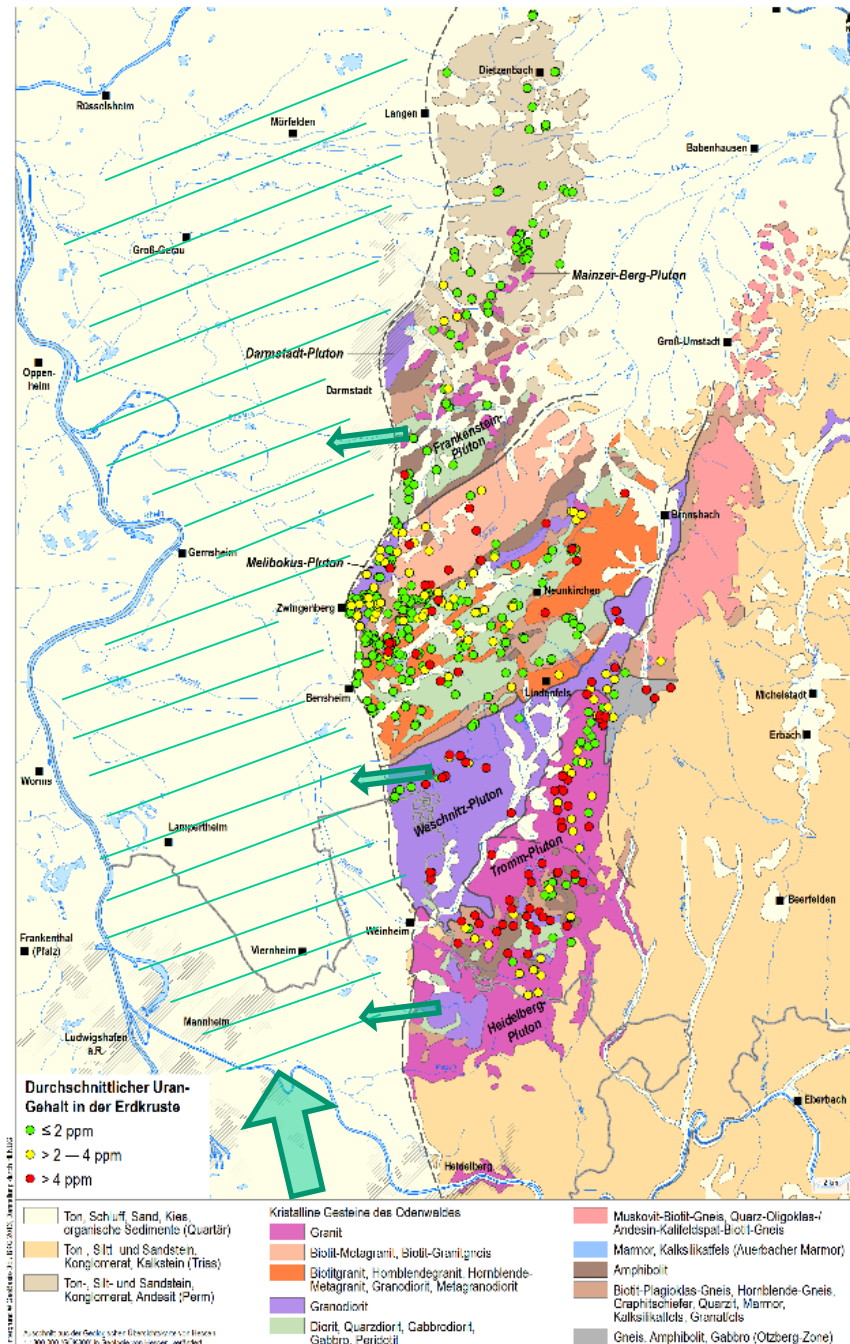 Dietzenbach
Rüsselsheim
Langen
Mörfelden
Babenhausen
Groß-Gerau
Mainzer-Berg-Pluton
Darmstadt-Pluton
Groß-Umstadt
Oppen-
heim
Darmstadt
Frankenstein-
Pluton
Gernsheim
Melibokus-Pluton
Zwingenberg
Neunkirchen
Bensheim
Lindenfels
Michelstadt
Erbach
Worms
Weschnitz-Pluton
Lampertheim
Tromm-Pluton
Beerfelden
Weinheim
Frankenthal
(Pfalz)
Viernheim
Mannheim
Heidelberg-
Pluton
Ludwigshafen
a.R.
Eberbach
Heidelberg
Durchschnittlicher Uran-
Gehalt in der Erdkruste
≤ 2 ppm
> 2 — 4 ppm
> 4 ppm
Ton, Schluff, Sand, Kies,
organische Sedimente (Quartär)
Ton-, Silt- und Sandstein,
Konglomerat, Kalkstein (Trias)
Ton-, Silt- und Sandstein,
Konglomerat, Andesit (Perm)
Kristalline Gesteine des Odenwaldes
Granit
Biotit-Metagranit, Biotit-Granitgneis
Biotitgranit, Hornblendegranit, Hornblende-
Metagranit, Granodiorit, Metagranodiorit
Granodiorit
Diorit, Quarzdiorit, Gabbrodiorit,
Gabbro, Peridotit
Muskovit-Biotit-Gneis, Quarz-Oligoklas-/
Andesin-Kalifeldspat-Biotit-Gneis
Marmor, Kalksilikatfels (Auerbacher Marmor)
Amphibolit
Biotit-Plagioklas-Gneis, Hornblende-Gneis,
Graphitschiefer, Quarzit, Marmor,
Kalksilikatfels, Granatfels
Gneis, Amphibolit, Gabbro (Otzberg-Zone)